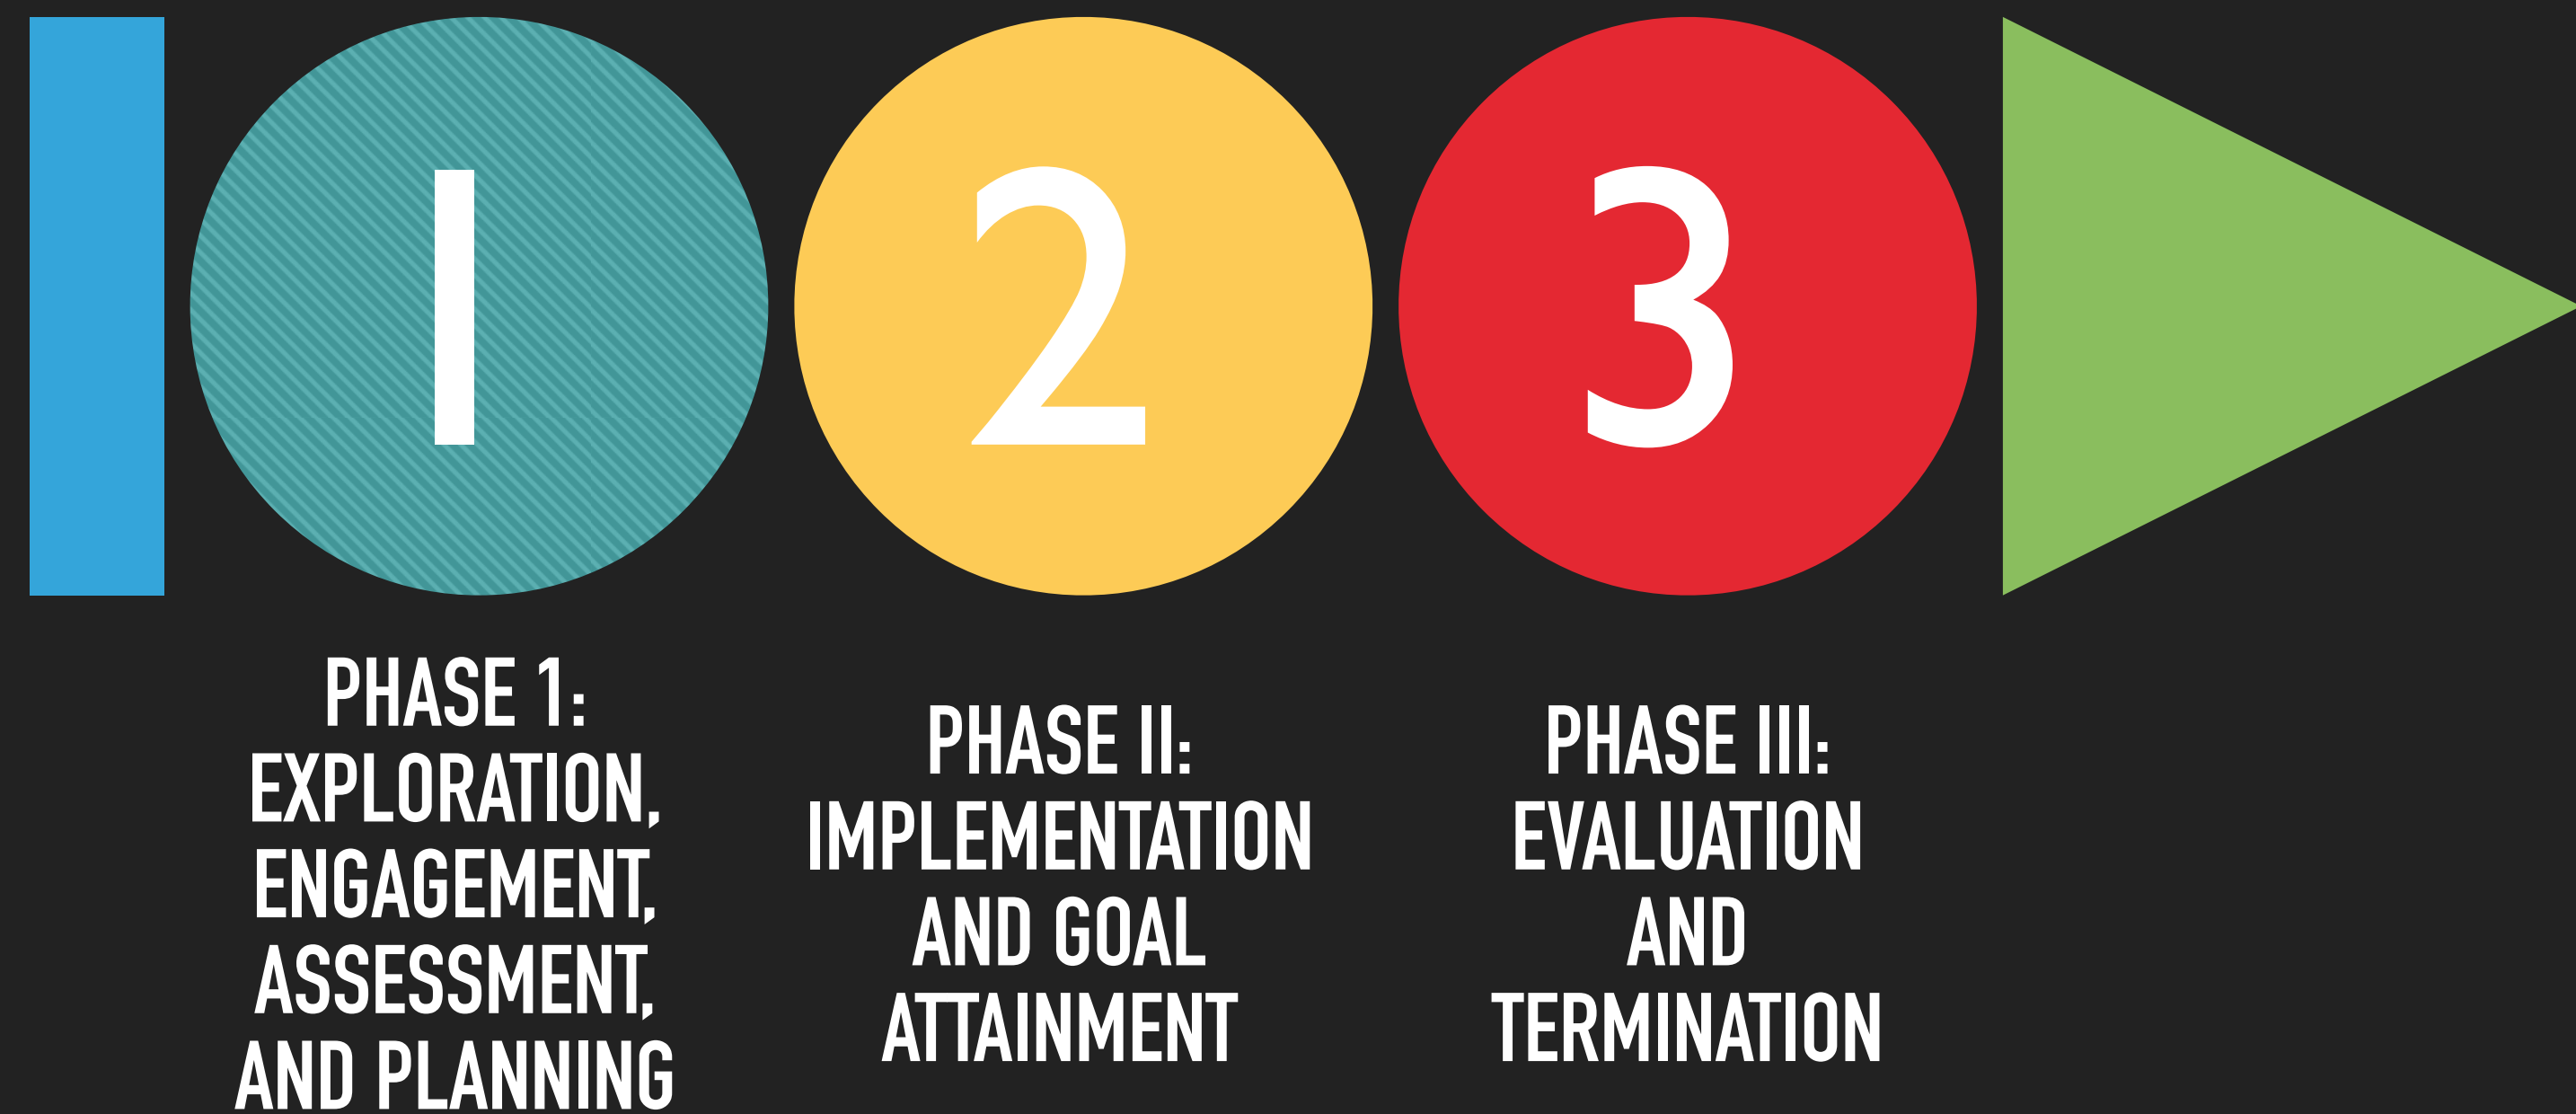 1
2
3
PHASE 1:
EXPLORATION,
ENGAGEMENT,
ASSESSMENT,
AND PLANNING
PHASE II:
IMPLEMENTATION
AND GOAL
ATTAINMENT
PHASE III:
EVALUATION
AND
TERMINATION